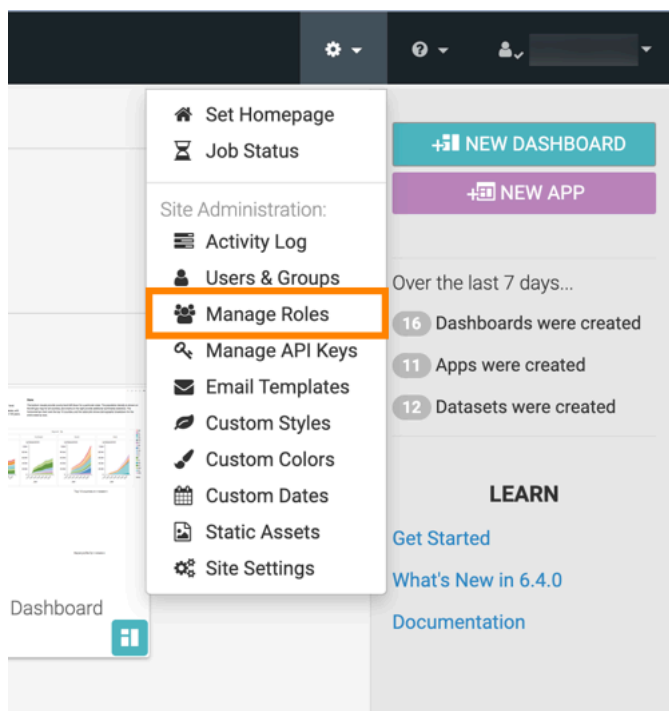 Set Homepage
Job Status
Site Administration:
Activity Log
Users & Groups
Manage Roles
Manage API Keys
Email Templates
Custom Styles
Custom Colors
Custom Dates
Static Assets
Site Settings
NEW DASHBOARD
NEW APP
Over the last 7 days...
16 Dashboards were created
11 Apps were created
12 Datasets were created
LEARN
Get Started
What's New in 6.4.0
Documentation
Dashboard